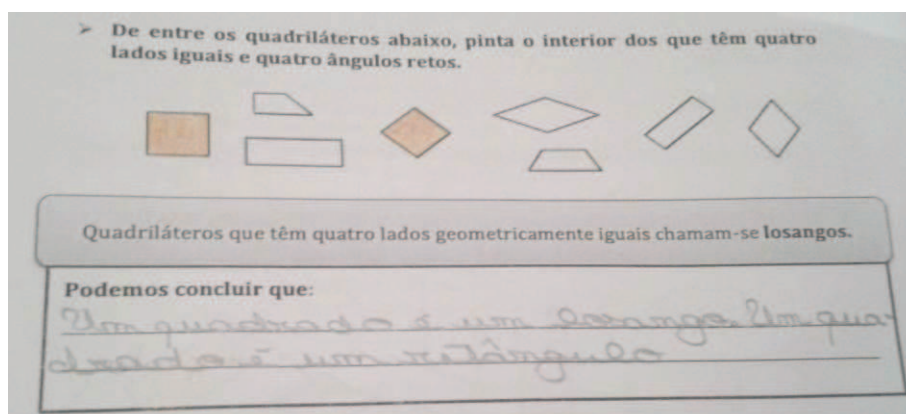 ➢ De entre os quadriláteros abaixo, pinta o interior dos que têm quatro
lados iguais e quatro ângulos retos.
Quadriláteros que têm quatro lados geometricamente iguais chamam-se losangos.
Podemos concluir que:
Um quadrado é um losango. Um qua-
drado é um retângulo